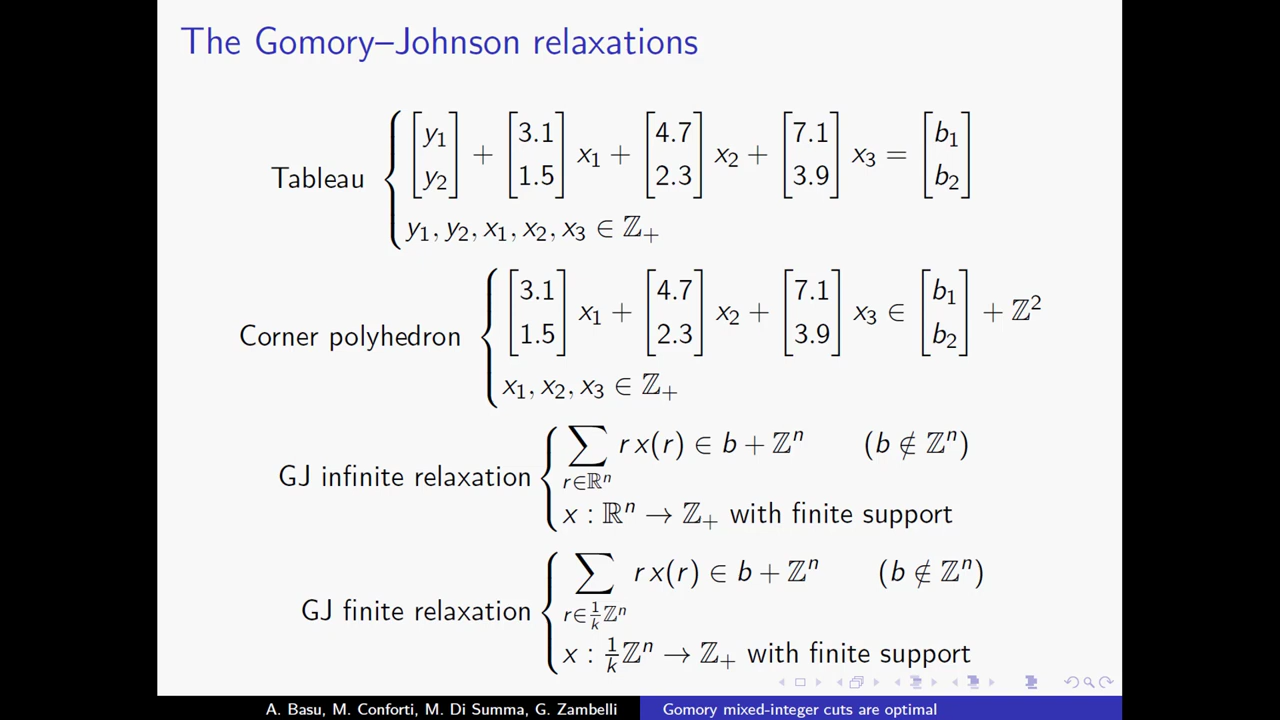 The Gomory–Johnson relaxations
Tableau { [y₁ y₂] + [3.1 1.5] x₁ + [4.7 2.3] x₂ + [7.1 3.9] x₃ = [b₁ b₂]
y₁, y₂, x₁, x₂, x₃ ∈ ℤ₊
Corner polyhedron { [3.1 1.5] x₁ + [4.7 2.3] x₂ + [7.1 3.9] x₃ ∈ [b₁ b₂] + ℤ²
x₁, x₂, x₃ ∈ ℤ₊
GJ infinite relaxation { ∑_{r∈ℝⁿ} r x(r) ∈ b + ℤⁿ (b ∉ ℤⁿ)
x : ℝⁿ → ℤ₊ with finite support
GJ finite relaxation { ∑_{r∈\frac{1}{k}ℤⁿ} r x(r) ∈ b + ℤⁿ (b ∉ ℤⁿ)
x : \frac{1}{k}ℤⁿ → ℤ₊ with finite support
A. Basu, M. Conforti, M. Di Summa, G. Zambelli
Gomory mixed-integer cuts are optimal